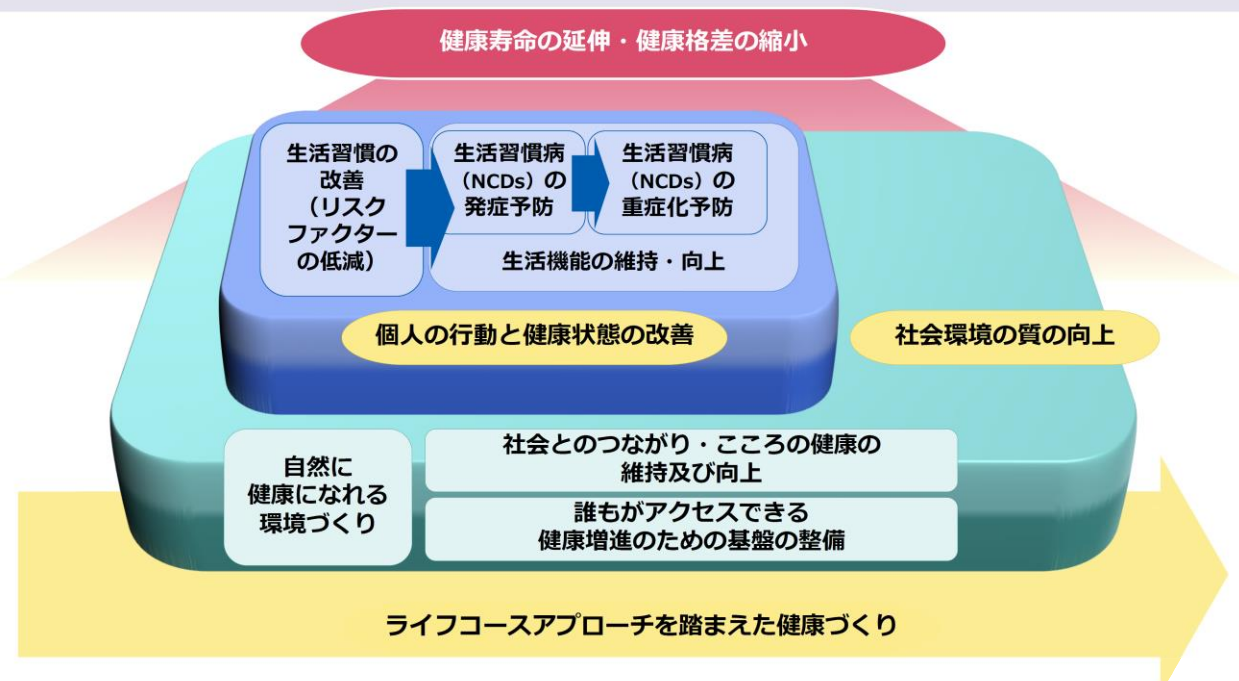 健康寿命の延伸・健康格差の縮小
生活習慣の
改善
（リスク
ファクター
の低減）
生活習慣病
（NCDs）の
発症予防
生活習慣病
（NCDs）の
重症化予防
生活機能の維持・向上
個人の行動と健康状態の改善
社会環境の質の向上
自然に
健康になれる
環境づくり
社会とのつながり・こころの健康の
維持及び向上
誰もがアクセスできる
健康増進のための基盤の整備
ライフコースアプローチを踏まえた健康づくり